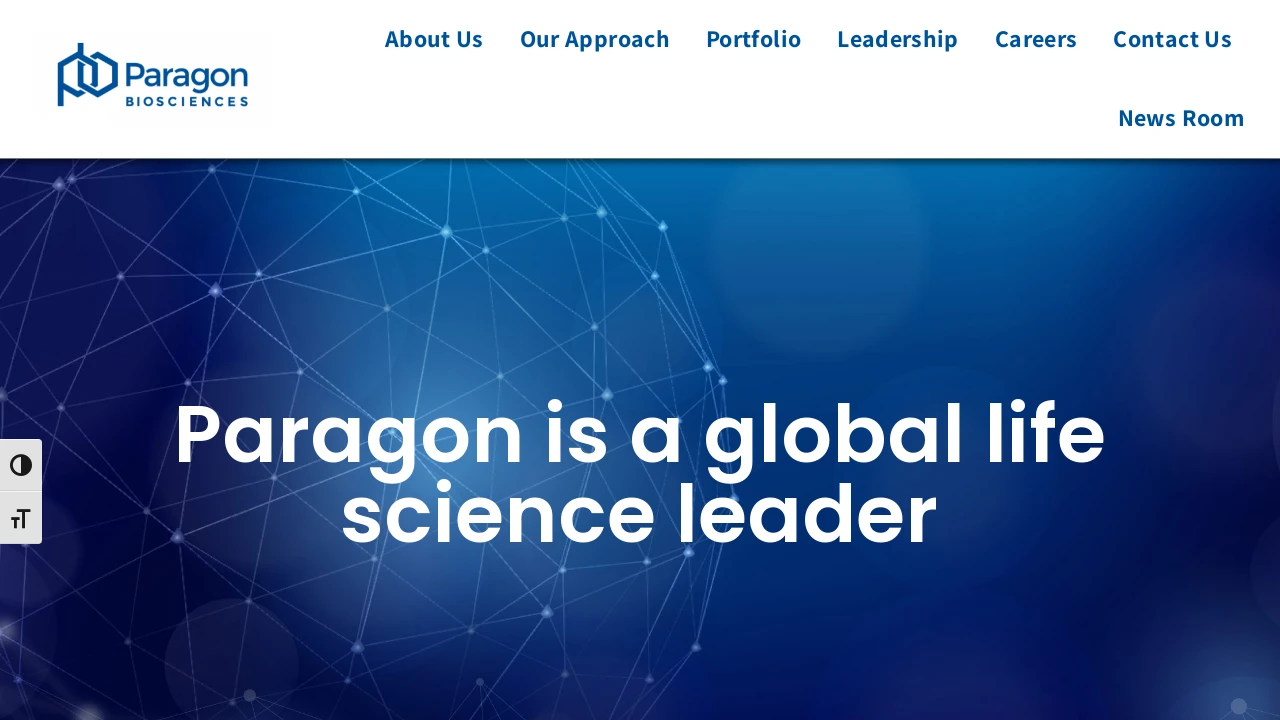 Paragon
BIOSCIENCES
About Us
Our Approach
Portfolio
Leadership
Careers
Contact Us
News Room
Paragon is a global life
science leader